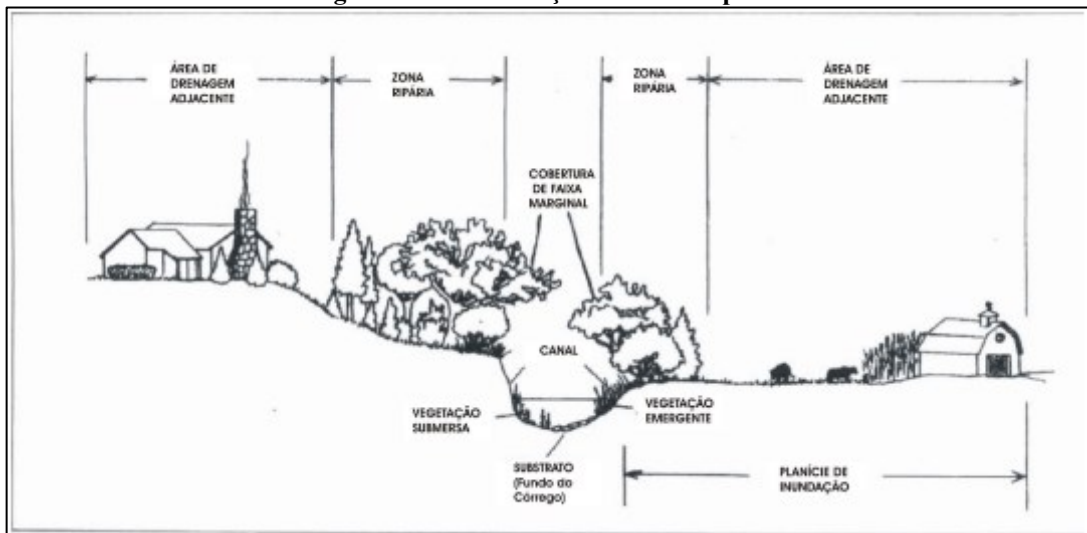 ÁREA DE
DRENAGEM
ADJACENTE
ZONA
RIPÁRIA
ZONA
RIPÁRIA
ÁREA DE
DRENAGEM
ADJACENTE
COBERTURA
DE FAIXA
MARGINAL
CANAL
VEGETAÇÃO
SUBMERSA
VEGETAÇÃO
EMERGENTE
SUBSTRATO
(Fundo do
Córrego)
PLANÍCIE DE
INUNDAÇÃO